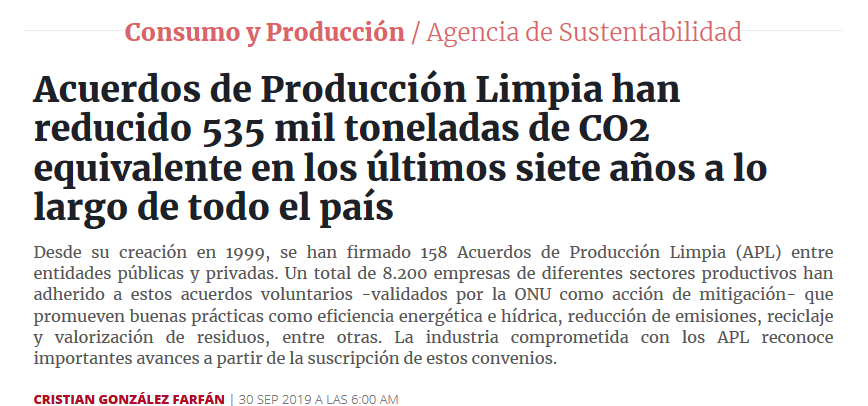 Consumo y Producción / Agencia de Sustentabilidad
Acuerdos de Producción Limpia han
reducido 535 mil toneladas de CO2
equivalente en los últimos siete años a lo
largo de todo el país
Desde su creación en 1999, se han firmado 158 Acuerdos de Producción Limpia (APL) entre
entidades públicas y privadas. Un total de 8.200 empresas de diferentes sectores productivos han
adherido a estos acuerdos voluntarios -validados por la ONU como acción de mitigación- que
promueven buenas prácticas como eficiencia energética e hídrica, reducción de emisiones, reciclaje
y valorización de residuos, entre otras. La industria comprometida con los APL reconoce
importantes avances a partir de la suscripción de estos convenios.
CRISTIAN GONZÁLEZ FARFÁN | 30 SEP 2019 A LAS 6:00 AM